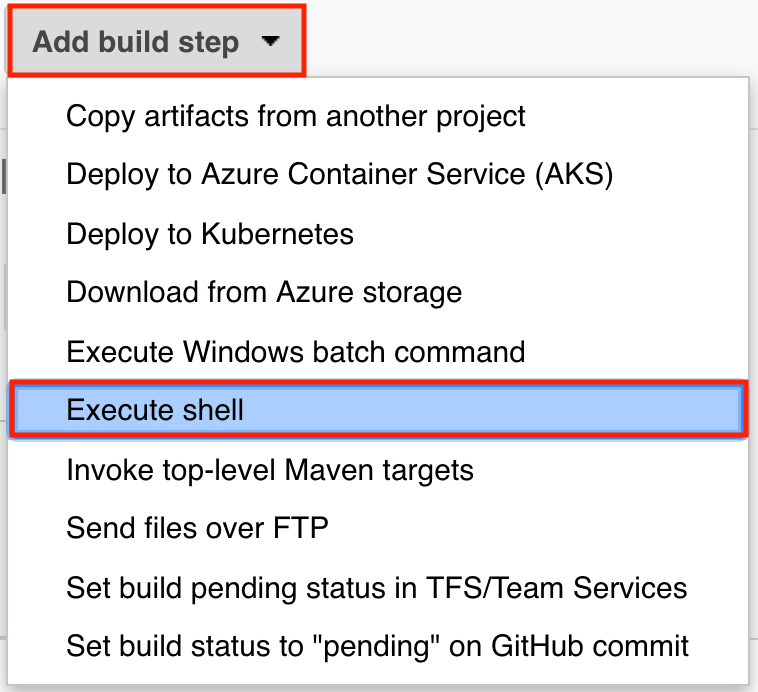 Add build step
Copy artifacts from another project
Deploy to Azure Container Service (AKS)
Deploy to Kubernetes
Download from Azure storage
Execute Windows batch command
Execute shell
Invoke top-level Maven targets
Send files over FTP
Set build pending status in TFS/Team Services
Set build status to "pending" on GitHub commit